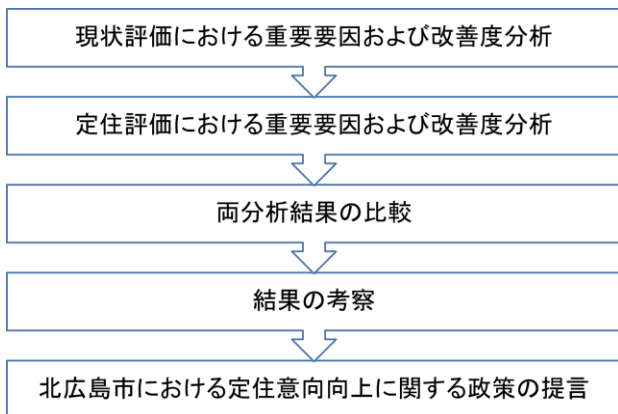 現状評価における重要要因および改善度分析
定住評価における重要要因および改善度分析
両分析結果の比較
結果の考察
北広島市における定住意向向上に関する政策の提言